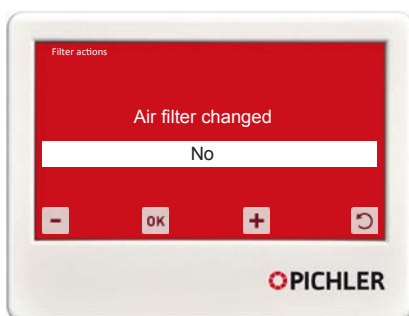 Filter actions
Air filter changed
No
- OK +
PICHLER